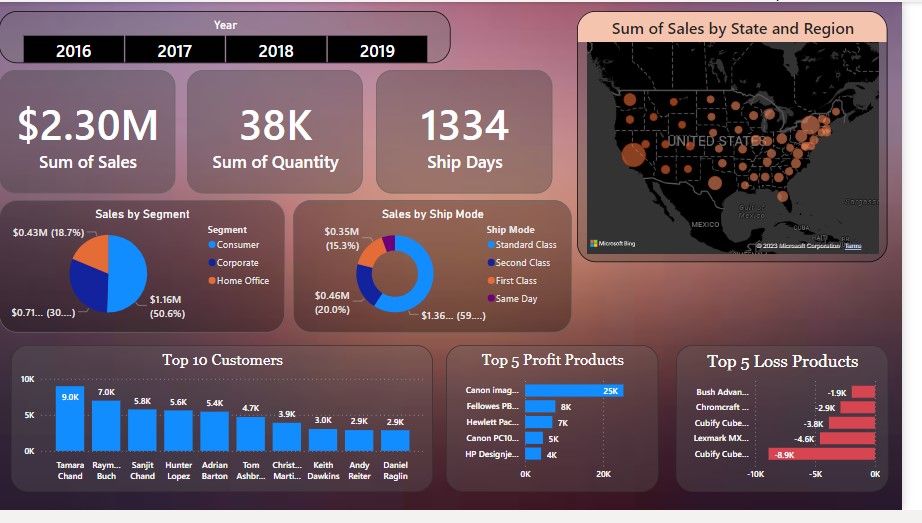 Year
2016 2017 2018 2019
$2.30M
Sum of Sales
38K
Sum of Quantity
1334
Ship Days
Sum of Sales by State and Region
UNITED STATES
MEXICO
Gulf of
Mexico
CUBA
Microsoft Bing
© 2023 Microsoft Corporation Terms
Sales by Segment
$0.43M (18.7%)
$0.71... (30....)
$1.16M
(50.6%)
Segment
Consumer
Corporate
Home Office
Sales by Ship Mode
$0.35M
(15.3%)
$0.46M
(20.0%)
$1.36... (59....)
Ship Mode
Standard Class
Second Class
First Class
Same Day
Top 10 Customers
10K
5K
0K
9.0K 7.0K 5.8K 5.6K 5.4K 4.7K 3.9K 3.0K 2.9K 2.9K
Tamara Raym... Sanjit Hunter Adrian Tom Christ... Keith Andy Daniel
Chand Buch Chand Lopez Barton Ashbr... Marti... Dawkins Reiter Raglin
Top 5 Profit Products
Canon imag... 25K
Fellowes PB... 8K
Hewlett Pac... 7K
Canon PC10... 5K
HP Designje... 4K
0K 20K
Top 5 Loss Products
Bush Advan... -1.9K
Chromcraft ... -2.9K
Cubify Cube... -3.8K
Lexmark MX... -4.6K
Cubify Cube... -8.9K
-10K -5K 0K